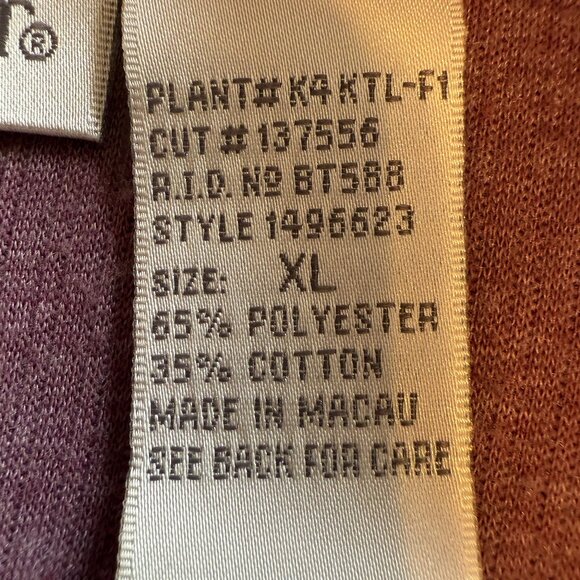 r®
PLANT# K4 KTL-F1
CUT # 137556
A.I.D. Nº BT588
STYLE 1496623
SIZE: XL
65% POLYESTER
35% COTTON
MADE IN MACAU
SEE BACK FOR CARE